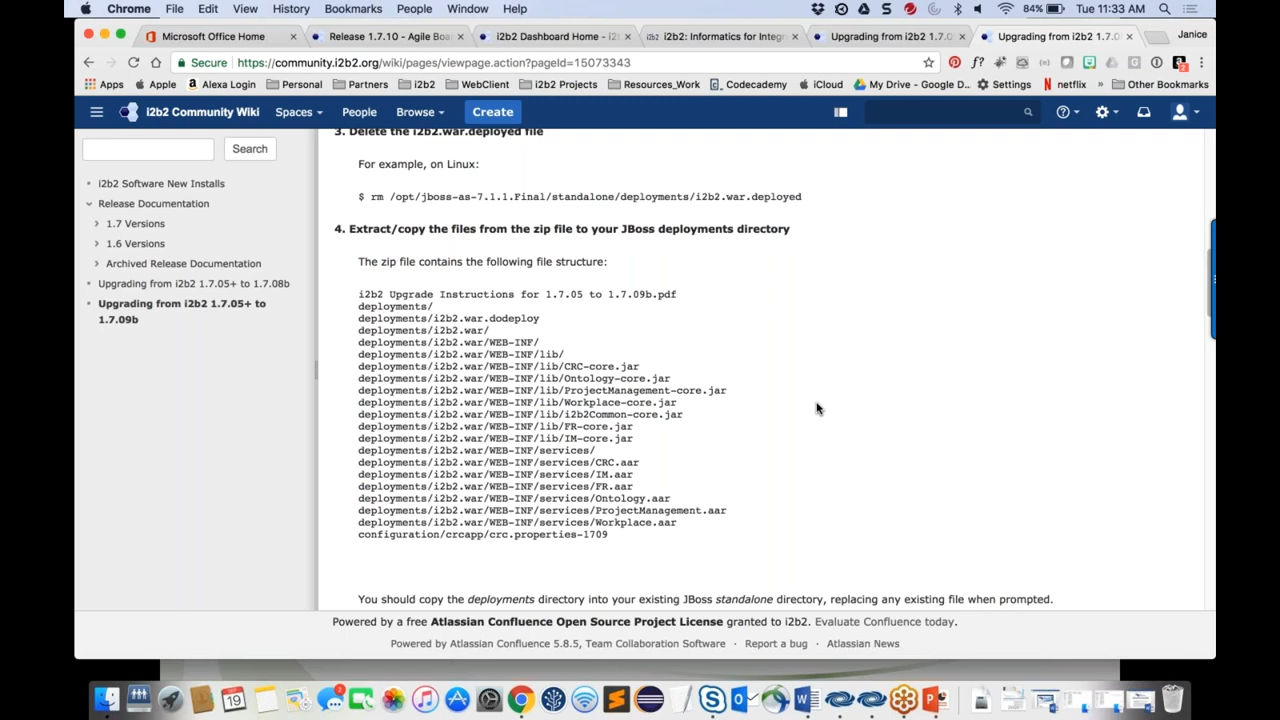 Chrome File Edit View History Bookmarks People Window Help 84% Tue 11:33 AM
Microsoft Office Home Release 1.7.10 - Agile Boa i2b2 Dashboard Home - i2 i2b2: Informatics for Integr Upgrading from i2b2 1.7.0 Upgrading from i2b2 1.7.0 Janice
Secure https://community.i2b2.org/wiki/pages/viewpage.action?pageId=15073343
Apps Apple Alexa Login Personal Partners i2b2 WebClient i2b2 Projects Resources_Work Codecademy iCloud My Drive - Google D.. Settings netflix » Other Bookmarks
i2b2 Community Wiki Spaces People Browse Create
Search
i2b2 Software New Installs
Release Documentation
1.7 Versions
1.6 Versions
Archived Release Documentation
Upgrading from i2b2 1.7.05+ to 1.7.08b
Upgrading from i2b2 1.7.05+ to
1.7.09b
3. Delete the i2b2.war.deployed file
For example, on Linux:
$ rm /opt/jboss-as-7.1.1.Final/standalone/deployments/i2b2.war.deployed
4. Extract/copy the files from the zip file to your JBoss deployments directory
The zip file contains the following file structure:
i2b2 Upgrade Instructions for 1.7.05 to 1.7.09b.pdf
deployments/
deployments/i2b2.war.dodeploy
deployments/i2b2.war/
deployments/i2b2.war/WEB-INF/
deployments/i2b2.war/WEB-INF/lib/
deployments/i2b2.war/WEB-INF/lib/CRC-core.jar
deployments/i2b2.war/WEB-INF/lib/Ontology-core.jar
deployments/i2b2.war/WEB-INF/lib/ProjectManagement-core.jar
deployments/i2b2.war/WEB-INF/lib/Workplace-core.jar
deployments/i2b2.war/WEB-INF/lib/i2b2Common-core.jar
deployments/i2b2.war/WEB-INF/lib/FR-core.jar
deployments/i2b2.war/WEB-INF/lib/IM-core.jar
deployments/i2b2.war/WEB-INF/services/
deployments/i2b2.war/WEB-INF/services/CRC.aar
deployments/i2b2.war/WEB-INF/services/IM.aar
deployments/i2b2.war/WEB-INF/services/FR.aar
deployments/i2b2.war/WEB-INF/services/Ontology.aar
deployments/i2b2.war/WEB-INF/services/ProjectManagement.aar
deployments/i2b2.war/WEB-INF/services/Workplace.aar
configuration/crcapp/crc.properties-1709
You should copy the deployments directory into your existing JBoss standalone directory, replacing any existing file when prompted.
Powered by a free Atlassian Confluence Open Source Project License granted to i2b2. Evaluate Confluence today.
Powered by Atlassian Confluence 5.8.5, Team Collaboration Software · Report a bug · Atlassian News
19